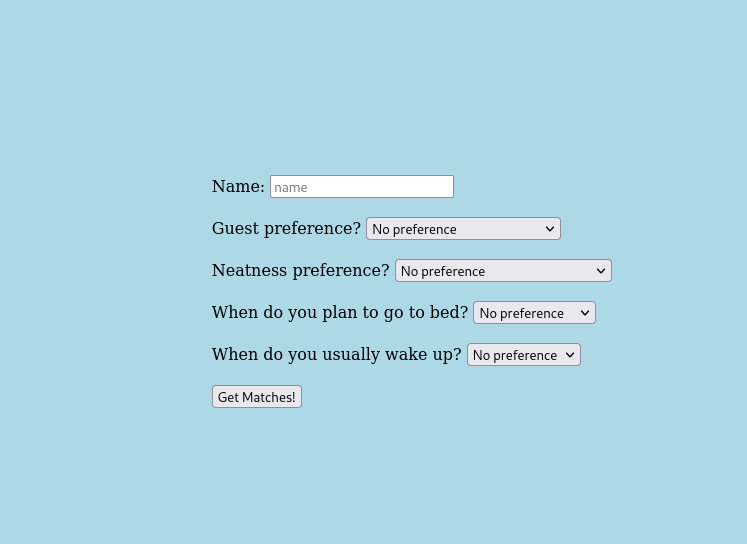 Name: name
Guest preference? No preference
Neatness preference? No preference
When do you plan to go to bed? No preference
When do you usually wake up? No preference
Get Matches!